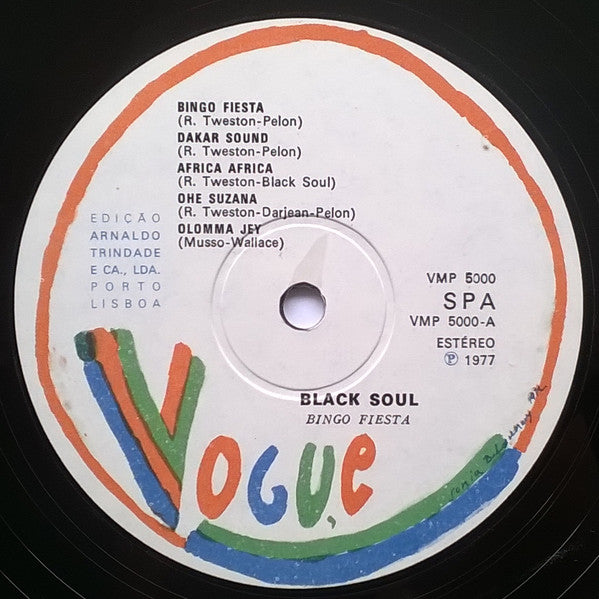 BINGO FIESTA
(R. Tweston-Pelon)
DAKAR SOUND
(R. Tweston-Pelon)
AFRICA AFRICA
(R. Tweston-Black Soul)
OHE SUZANA
(R. Tweston-Darjean-Pelon)
OLOMMA JEY
(Musso-Wallace)
EDIÇÃO
ARNALDO
TRINDADE
E CA., LDA.
PORTO
LISBOA
VMP 5000
SPA
VMP 5000-A
ESTÉREO
Ⓟ 1977
BLACK SOUL
BINGO FIESTA
VOGUE